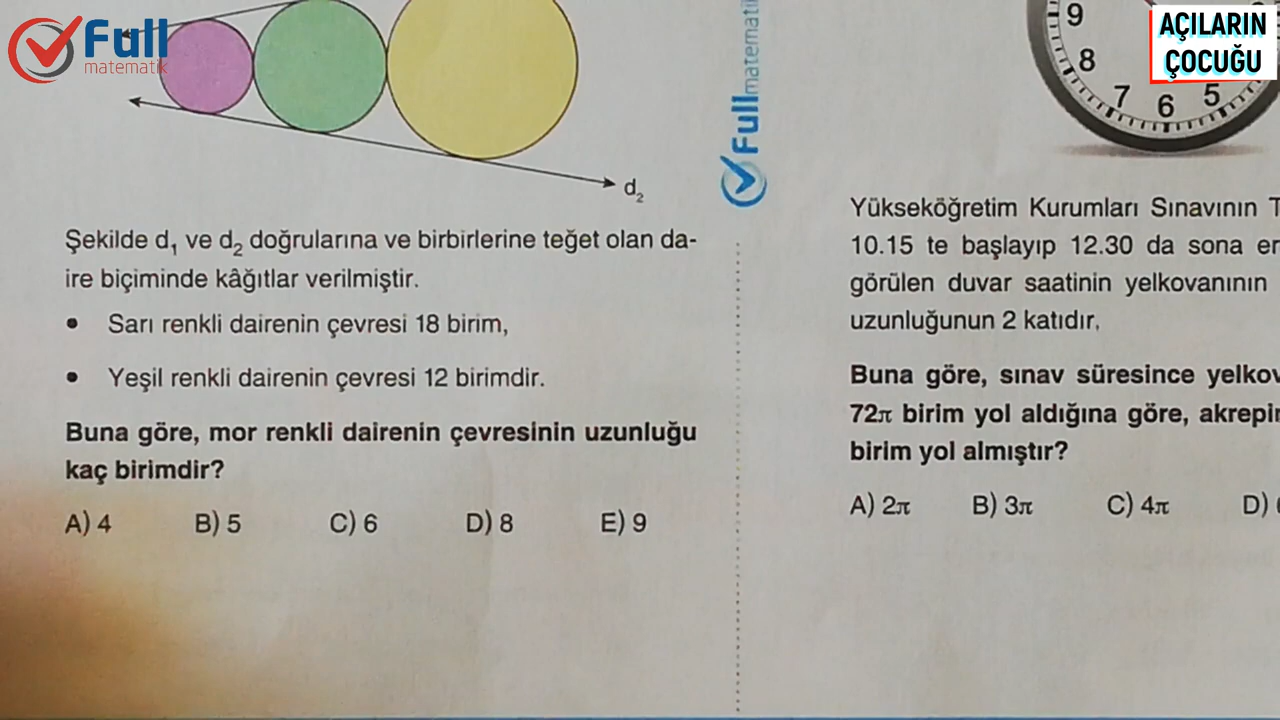 Full
matematik
d2
Şekilde d1 ve d2 doğrularına ve birbirlerine teğet olan da-
ire biçiminde kâğıtlar verilmiştir.
• Sarı renkli dairenin çevresi 18 birim,
• Yeşil renkli dairenin çevresi 12 birimdir.
Buna göre, mor renkli dairenin çevresinin uzunluğu
kaç birimdir?
A) 4 B) 5 C) 6 D) 8 E) 9
Full matematik
AÇILARIN
ÇOCUĞU
9
8
7
6
5
Yükseköğretim Kurumları Sınavının
10.15 te başlayıp 12.30 da sona
görülen duvar saatinin yelkovanının
uzunluğunun 2 katıdır.
Buna göre, sınav süresince
72π birim yol aldığına göre,
birim yol almıştır?
A) 2π B) 3π C) 4π D)